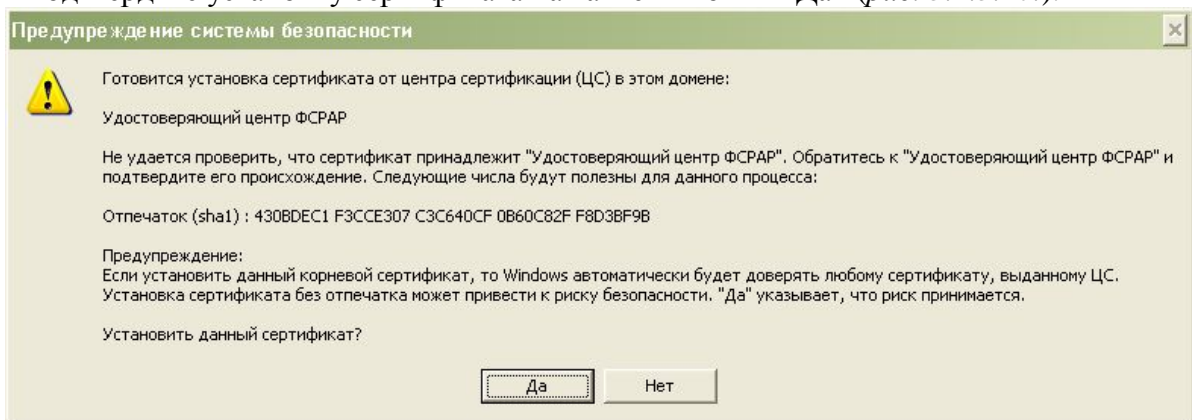 Предупреждение системы безопасности
Готовится установка сертификата от центра сертификации (ЦС) в этом домене:
Удостоверяющий центр ФСРАР
Не удается проверить, что сертификат принадлежит "Удостоверяющий центр ФСРАР". Обратитесь к "Удостоверяющий центр ФСРАР" и
подтвердите его происхождение. Следующие числа будут полезны для данного процесса:
Отпечаток (sha1) : 430BDEC1 F3CCE307 C3C640CF 0B60C82F F8D3BF9B
Предупреждение:
Если установить данный корневой сертификат, то Windows автоматически будет доверять любому сертификату, выданному ЦС.
Установка сертификата без отпечатка может привести к риску безопасности. "Да" указывает, что риск принимается.
Установить данный сертификат?
Да
Нет